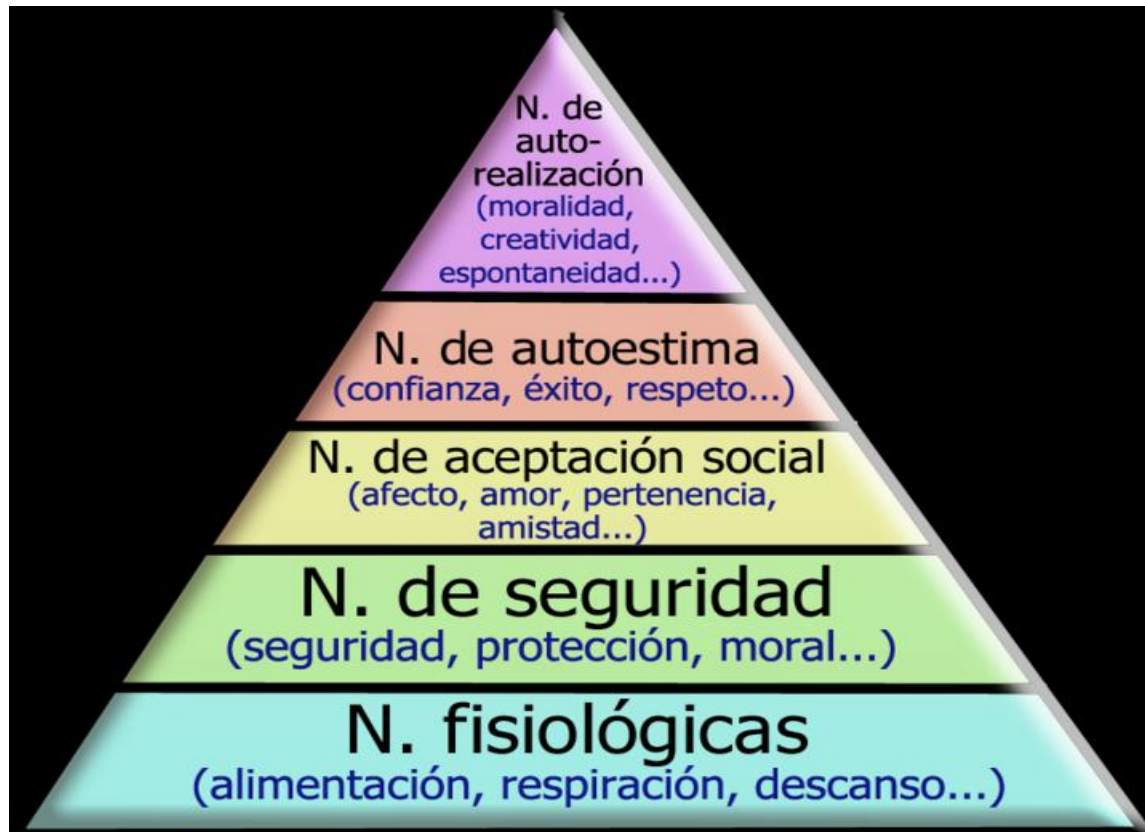 N. de
auto-
realización
(moralidad,
creatividad,
espontaneidad...)
N. de autoestima
(confianza, éxito, respeto...)
N. de aceptación social
(afecto, amor, pertenencia,
amistad...)
N. de seguridad
(seguridad, protección, moral...)
N. fisiológicas
(alimentación, respiración, descanso...)